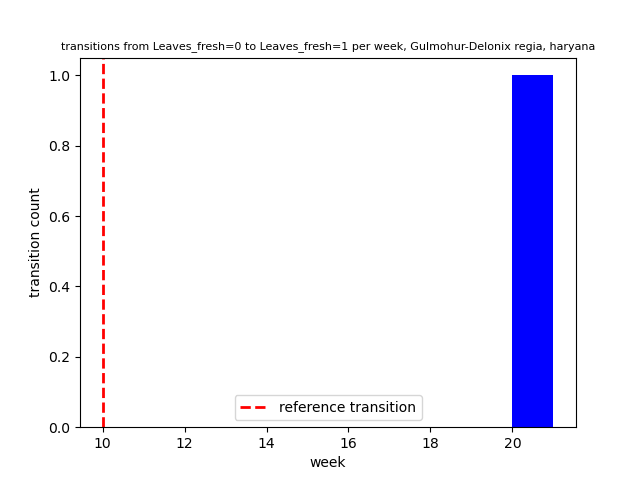 transitions from Leaves_fresh=0 to Leaves_fresh=1 per week, Gulmohur-Delonix regia, haryana
1.0
0.8
0.6
0.4
0.2
0.0
transition count
reference transition
10 12 14 16 18 20
week